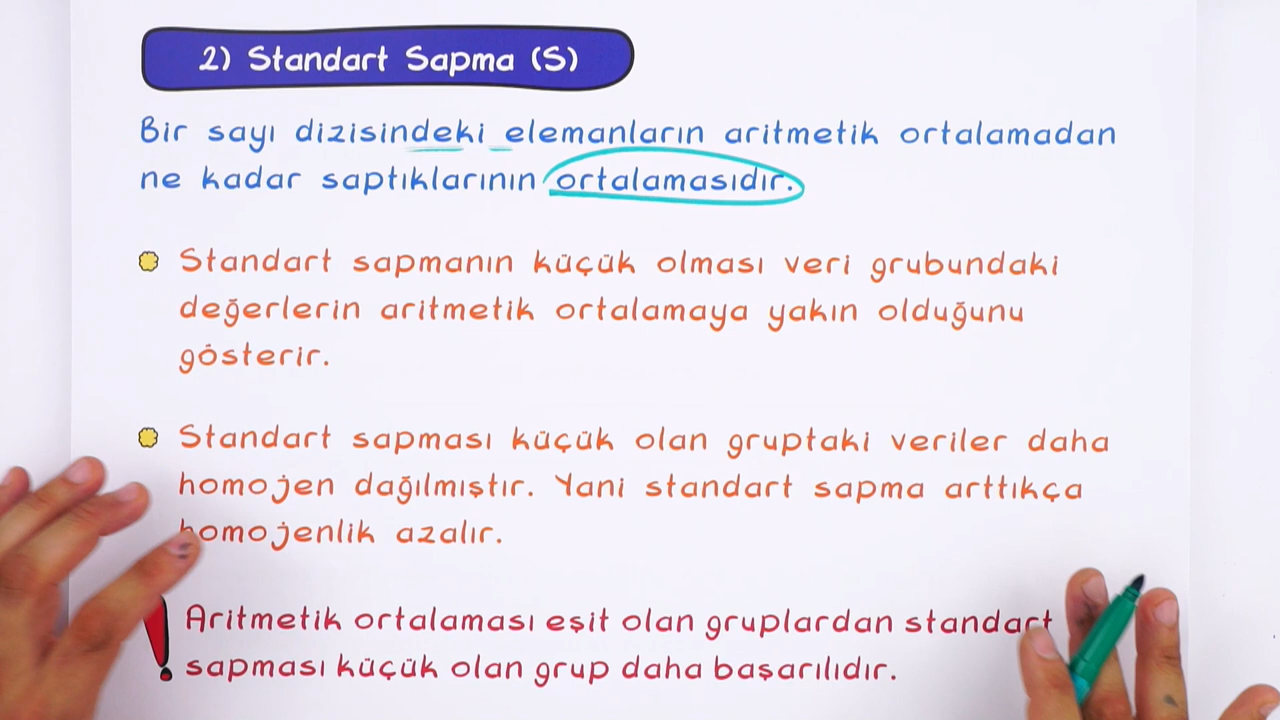 2) Standart Sapma (S)
Bir sayı dizisindeki elemanların aritmetik ortalamadan
ne kadar saptıklarının ortalamasıdır.
Standart sapmanın küçük olması veri grubundaki
değerlerin aritmetik ortalamaya yakın olduğunu
gösterir.
Standart sapması küçük olan gruptaki veriler daha
homojen dağılmıştır. Yani standart sapma arttıkça
homojenlik azalır.
Aritmetik ortalaması eşit olan gruplardan standart
sapması küçük olan grup daha başarılıdır.